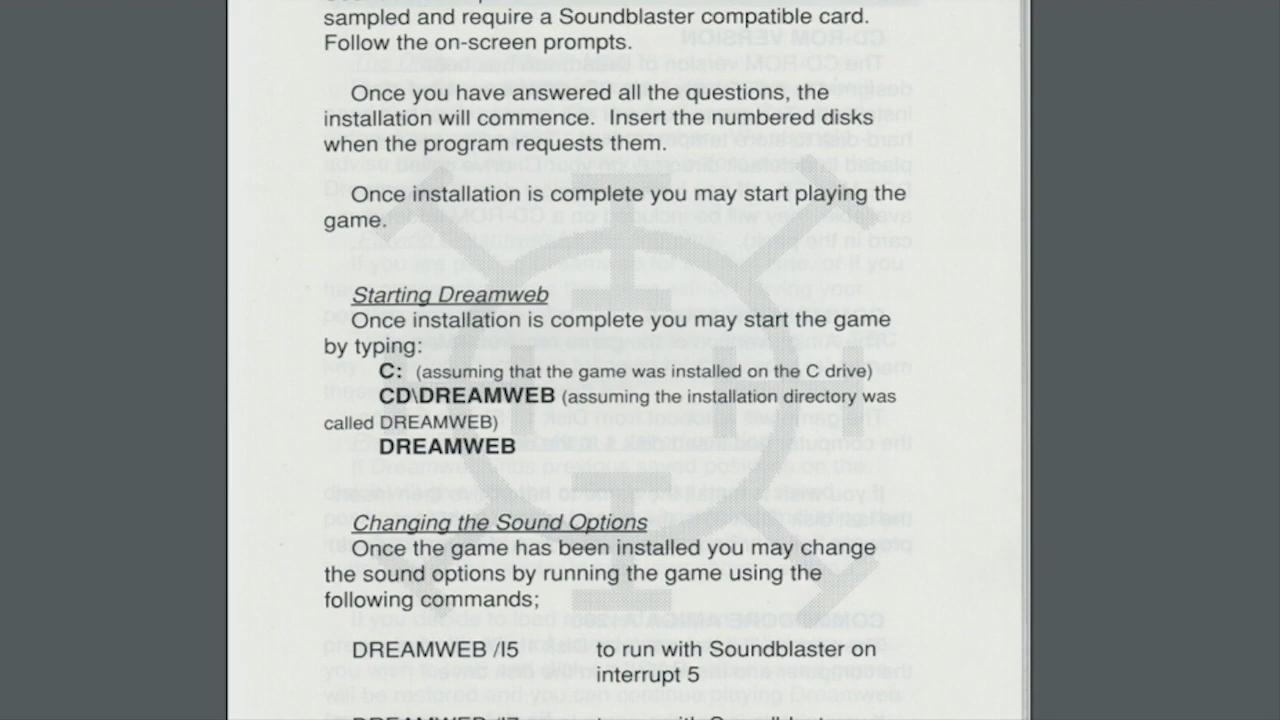 sampled and require a Soundblaster compatible card.
Follow the on-screen prompts.
Once you have answered all the questions, the
installation will commence. Insert the numbered disks
when the program requests them.
Once installation is complete you may start playing the
game.
Starting Dreamweb
Once installation is complete you may start the game
by typing:
C: (assuming that the game was installed on the C drive)
CD\DREAMWEB (assuming the installation directory was
called DREAMWEB)
DREAMWEB
Changing the Sound Options
Once the game has been installed you may change
the sound options by running the game using the
following commands;
DREAMWEB /I5 to run with Soundblaster on
interrupt 5